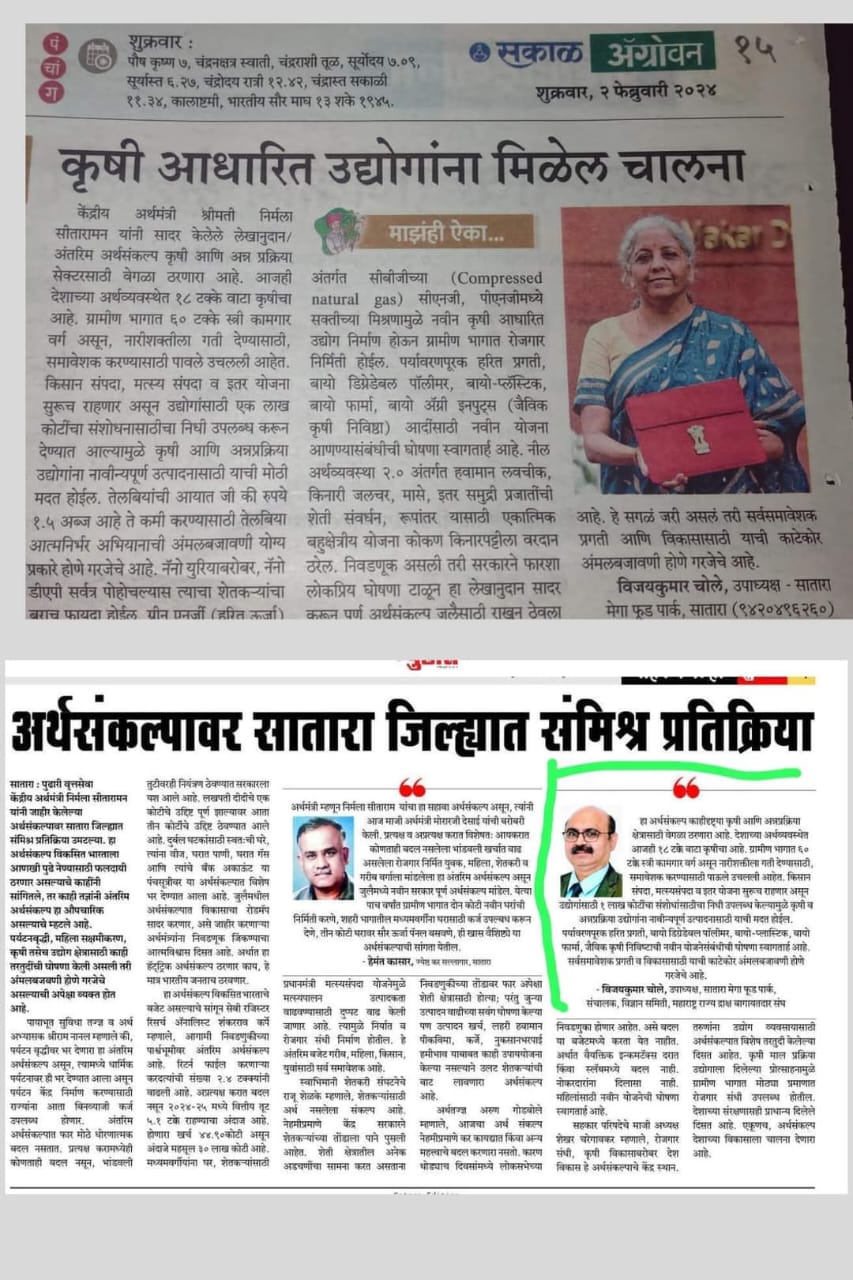 पं
चां
ग
शुक्रवार :
पौष कृष्ण ७, चंद्रनक्षत्र स्वाती, चंद्रराशी तूळ, सूर्योदय ७.०९,
सूर्यास्त ६.२७, चंद्रोदय रात्री १२.४२, चंद्रास्त सकाळी
११.३४, कालाष्टमी, भारतीय सौर माघ १३ शके १९४५.
सकाळ अ‍ॅग्रोवन १५
शुक्रवार, २ फेब्रुवारी २०२४
कृषी आधारित उद्योगांना मिळेल चालना
केंद्रीय अर्थमंत्री श्रीमती निर्मला
सीतारामन यांनी सादर केलेले लेखानुदान/
अंतरिम अर्थसंकल्प कृषी आणि अन्न प्रक्रिया
सेक्टरसाठी वेगळा ठरणारा आहे. आजही
देशाच्या अर्थव्यवस्थेत १८ टक्के वाटा कृषीचा
आहे. ग्रामीण भागात ६० टक्के स्त्री कामगार
वर्ग असून, नारीशक्तीला गती देण्यासाठी,
समावेशक करण्यासाठी पावले उचलली आहेत.
किसान संपदा, मत्स्य संपदा व इतर योजना
सुरूच राहणार असून उद्योगांसाठी एक लाख
कोटींचा संशोधनासाठीचा निधी उपलब्ध करून
देण्यात आल्यामुळे कृषी आणि अन्नप्रक्रिया
उद्योगांना नावीन्यपूर्ण उत्पादनासाठी याची मोठी
मदत होईल. तेलबियांची आयात जी की रुपये
१.५ अब्ज आहे ते कमी करण्यासाठी तेलबिया
आत्मनिर्भर अभियानाची अंमलबजावणी योग्य
प्रकारे होणे गरजेचे आहे. नॅनो युरियाबरोबर, नॅनो
डीएपी सर्वत्र पोहोचल्यास त्याचा शेतकऱ्यांचा
बराच फायदा होईल. ग्रीन एनर्जी (हरित ऊर्जा)
माझंही ऐका...
अंतर्गत सीबीजीच्या (Compressed
natural gas) सीएनजी, पीएनजीमध्ये
सक्तीच्या मिश्रणामुळे नवीन कृषी आधारित
उद्योग निर्माण होऊन ग्रामीण भागात रोजगार
निर्मिती होईल. पर्यावरणपूरक हरित प्रगती,
बायो डिग्रेडेबल पॉलीमर, बायो-प्लॅस्टिक,
बायो फार्मा, बायो अ‍ॅग्री इनपुट्स (जैविक
कृषी निविष्ठा) आदींसाठी नवीन योजना
आणण्यासंबंधीची घोषणा स्वागतार्ह आहे. नील
अर्थव्यवस्था २.० अंतर्गत हवामान लवचीक,
किनारी जलचर, मासे, इतर समुद्री प्रजातींची
शेती संवर्धन, रूपांतर यासाठी एकात्मिक
बहुक्षेत्रीय योजना कोकण किनारपट्टीला वरदान
ठरेल. निवडणूक असली तरी सरकारने फारशा
लोकप्रिय घोषणा टाळून हा लेखानुदान सादर
करून पूर्ण अर्थसंकल्प जुलैसाठी राखून ठेवला
आहे. हे सगळं जरी असलं तरी सर्वसमावेशक
प्रगती आणि विकासासाठी याची काटेकोर
अंमलबजावणी होणे गरजेचे आहे.
विजयकुमार चोले, उपाध्यक्ष - सातारा
मेगा फूड पार्क, सातारा (९४२०४९६२६०)
अर्थसंकल्पावर सातारा जिल्ह्यात संमिश्र प्रतिक्रिया
सातारा : पुढारी वृत्तसेवा
केंद्रीय अर्थमंत्री निर्मला सीतारामन
यांनी जाहीर केलेल्या
अर्थसंकल्पावर सातारा जिल्ह्यात
संमिश्र प्रतिक्रिया उमटल्या. हा
अर्थसंकल्प विकसित भारताला
आणखी पुढे नेण्यासाठी फलदायी
ठरणार असल्याचे काहींनी
सांगितले, तर काही तज्ञांनी अंतरिम
अर्थसंकल्प हा औपचारिक
असल्याचे म्हटले आहे.
पर्यटनवृद्धी, महिला सक्षमीकरण,
कृषी तसेच उद्योग क्षेत्रासाठी काही
तरतुदींची घोषणा केली असली तरी
अंमलबजवणी होणे गरजेचे
असल्याची अपेक्षा व्यक्त होत
आहे.
पायाभूत सुविधा तज्ज्ञ व अर्थ
अभ्यासक श्रीराम नानल म्हणाले की,
पर्यटन वृद्धीवर भर देणारा हा अंतरिम
अर्थसंकल्प असून, त्यामध्ये धार्मिक
पर्यटनावर ही भर देण्यात आला असून
पर्यटन केंद्र निर्माण करण्यासाठी
राज्यांना आता बिनव्याजी कर्ज
उपलब्ध होणार. अंतरिम
अर्थसंकल्पात फार मोठे धोरणात्मक
बदल नसतात. प्रत्यक्ष करामध्येही
कोणताही बदल नसून, भांडवली
तुटीवरही नियंत्रण ठेवण्यात सरकारला
यश आले आहे. लखपती दीदींचे एक
कोटीचे उद्दिष्ट पूर्ण झाल्यावर आता
तीन कोटीचे उद्दिष्ट ठेवण्यात आले
आहे. दुर्बल घटकांसाठी स्वतःची घरे,
त्यांना वीज, घरात पाणी, घरात गॅस
आणि त्यांचे बँक अकाऊंट या
पंचसूत्रीवर या अर्थसंकल्पात विशेष
भर देण्यात आला आहे. जुलैमधील
अर्थसंकल्पात विकासाचा रोडमॅप
सादर करणार, असे जाहीर करणाऱ्या
अर्थमंत्र्यांना निवडणूक जिंकण्याचा
आत्मविश्वास दिसत आहे. अर्थात हा
हॅट्ट्रिक अर्थसंकल्प ठरणार काय, हे
मात्र भारतीय जनताच ठरवणार.
हा अर्थसंकल्प विकसित भारताचे
बजेट असल्याचे सांगून सेबी रजिस्टर
रिसर्च अ‍ॅनालिस्ट शंकरराव कर्पे
म्हणाले, आगामी निवडणुकीच्या
पार्श्वभूमीवर अंतरिम अर्थसंकल्प
आहे. रिटर्न फाईल करणाऱ्या
करदात्यांची संख्या २.४ टक्क्यांनी
वाढली आहे. अप्रत्यक्ष करात बदल
नसून २०२४-२५ मध्ये वित्तीय तूट
५.१ टक्के राहण्याचा अंदाज आहे.
होणारा खर्च ४४.९०कोटी असून
अंदाजे महसूल ३० लाख कोटी आहे.
मध्यमवर्गीयांना घर, शेतकऱ्यांसाठी
अर्थमंत्री म्हणून निर्मला सीताराम यांचा हा सहावा अर्थसंकल्प असून, त्यांनी
आज माजी अर्थमंत्री मोरारजी देसाई यांची बरोबरी
केली. प्रत्यक्ष व अप्रत्यक्ष करात विशेषतः आयकरात
कोणताही बदल नसलेला भांडवली खर्चात वाढ
असलेला रोजगार निर्मित युवक, महिला, शेतकरी व
गरीब वर्गाला मांडलेला हा अंतरिम अर्थसंकल्प असून
जुलैमध्ये नवीन सरकार पूर्ण अर्थसंकल्प मांडेल. येत्या
पाच वर्षांत ग्रामीण भागात दोन कोटी नवीन घरांची
निर्मिती करणे, शहरी भागातील मध्यमवर्गींना घरासाठी कर्ज उपलब्ध करून
देणे, तीन कोटी घरावर सौर ऊर्जा पॅनल बसवणे, ही खास वैशिष्ट्ये या
अर्थसंकल्पाची सांगता येतील.
- हेमंत कासार, ज्येष्ठ कर सल्लागार, सातारा
प्रधानमंत्री मत्स्यसंपदा योजनेमुळे
मत्स्यपालन उत्पादकता
वाढवण्यासाठी दुप्पट वाढ केली
जाणार आहे. त्यामुळे निर्यात व
रोजगार संधी निर्माण होतील. हे
अंतरिम बजेट गरीब, महिला, किसान,
युवांसाठी सर्व समावेशक आहे.
स्वाभिमानी शेतकरी संघटनेचे
राजू शेळके म्हणाले, शेतकऱ्यांसाठी
अर्थ नसलेला संकल्प आहे.
नेहमीप्रमाणे केंद्र सरकारने
शेतकऱ्यांच्या तोंडाला पाने पुसली
आहेत. शेती क्षेत्रातील अनेक
अडचणींचा सामना करत असताना
निवडणुकीच्या तोंडावर फार अपेक्षा
शेती क्षेत्रासाठी होत्या; परंतु जुन्या
उत्पादन वाढीच्या सर्वंग घोषणा केल्या
पण उत्पादन खर्च, लहरी हवामान
पीकविमा, कर्जे, नुकसानभरपाई
हमीभाव याबाबत काही उपाययोजना
केल्या नसल्याने उलट शेतकऱ्यांची
वाट लावणारा अर्थसंकल्प
आहे.
अर्थतज्ज्ञ अरुण गोडबोले
म्हणाले, आजचा अर्थ संकल्प
नेहमीप्रमाणे कर कायद्यात किंवा अन्य
महत्त्वाचे बदल करणारा नसतो. कारण
थोड्याच दिवसांमध्ये लोकसभेच्या
हा अर्थसंकल्प काहीदृष्ट्या कृषी आणि अन्नप्रक्रिया
क्षेत्रासाठी वेगळा ठरणारा आहे. देशाच्या अर्थव्यवस्थेत
आजही १८ टक्के वाटा कृषीचा आहे. ग्रामीण भागात ६०
टक्के स्त्री कामगार वर्ग असून नारीशक्तीला गती देण्यासाठी,
समावेशक करण्यासाठी पाऊले उचलली आहेत. किसान
संपदा, मत्स्यसंपदा व इतर योजना सुरुच राहणार असून
उद्योगांसाठी १ लाख कोटींचा संशोधांसाठीचा निधी उपलब्ध केल्यामुळे कृषी व
अन्नप्रक्रिया उद्योगांना नावीन्यपूर्ण उत्पादनासाठी याची मदत होईल.
पर्यावरणपूरक हरित प्रगती, बायो डिग्रेडेबल पॉलिमर, बायो-प्लास्टिक, बायो
फार्मा, जैविक कृषी निविष्टाची नवीन योजनेसंबंधीची घोषणा स्वागतार्ह आहे.
सर्वसमावेशक प्रगती व विकासासाठी याची काटेकोर अंमलबजावणी होणे
गरजेचे आहे.
- विजयकुमार चोले, उपाध्यक्ष, सातारा मेगा फूड पार्क,
संचालक, विज्ञान समिती, महाराष्ट्र राज्य द्राक्ष बागायतदार संघ
निवडणुका होणार आहेत. असे बदल
या बजेटमध्ये करता येत नाहीत.
अर्थात वैयक्तिक इन्कमटॅक्स दरात
किंवा स्लॅबमध्ये बदल नाही.
नोकरदारांना दिलासा नाही.
महिलांसाठी नवीन योजनेची घोषणा
स्वागतार्ह आहे.
सहकार परिषदेचे माजी अध्यक्ष
शेखर चरेगावकर म्हणाले, रोजगार
संधी, कृषी विकासाबरोबर देश
विकास हे अर्थसंकल्पाचे केंद्र स्थान.
तरुणांना उद्योग व्यवसायासाठी
अर्थसंकल्पात विशेष तरतुदी केलेल्या
दिसत आहेत. कृषी माल प्रक्रिया
उद्योगाला दिलेल्या प्रोत्साहनामुळे
ग्रामीण भागात मोठ्या प्रमाणात
रोजगार संधी उपलब्ध होतील.
देशाच्या संरक्षणासही प्राधान्य दिलेले
दिसत आहे. एकूणच, अर्थसंकल्प
देशाच्या विकासाला चालना देणारा
आहे.